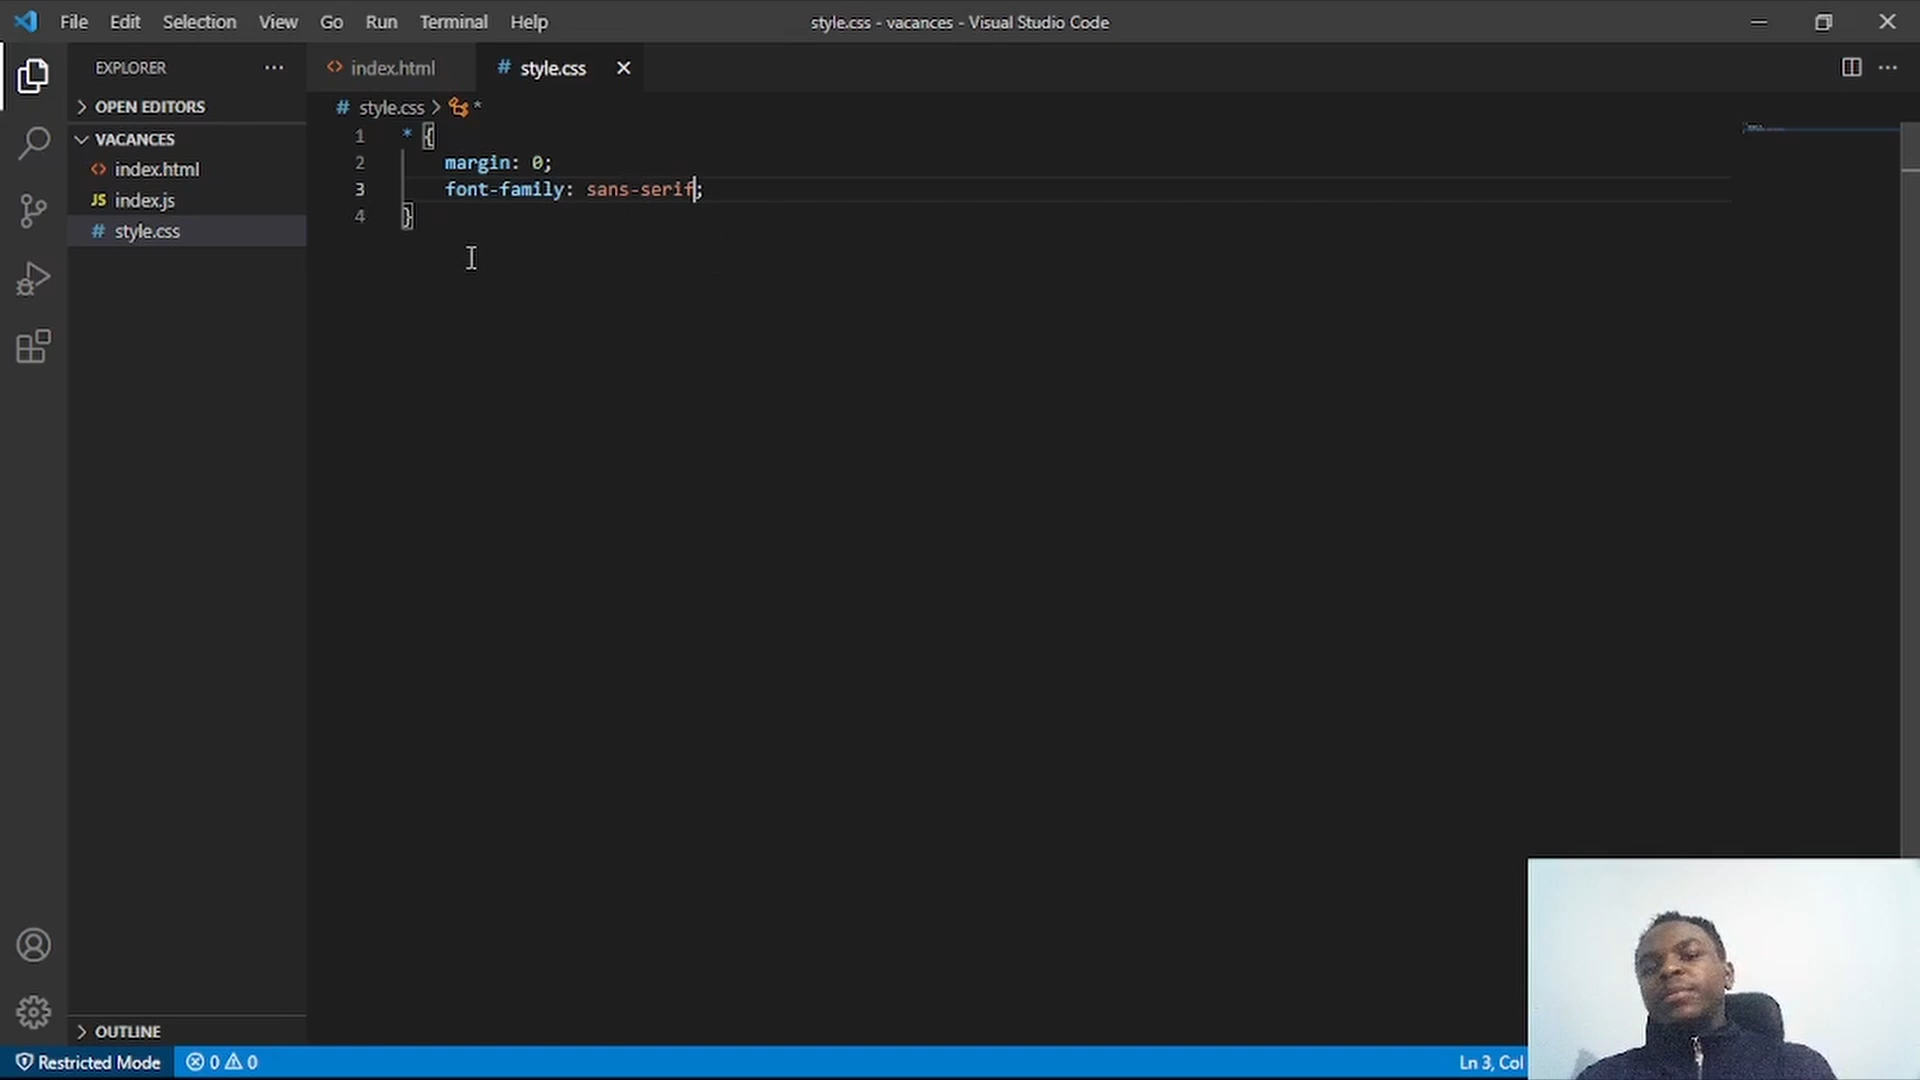 File Edit Selection View Go Run Terminal Help
style.css - vacances - Visual Studio Code
EXPLORER
OPEN EDITORS
VACANCES
index.html
JS index.js
# style.css
OUTLINE
index.html
# style.css
# style.css > *
1 * {
2 margin: 0;
3 font-family: sans-serif;
4 }
Restricted Mode 0 0
Ln 3, Col